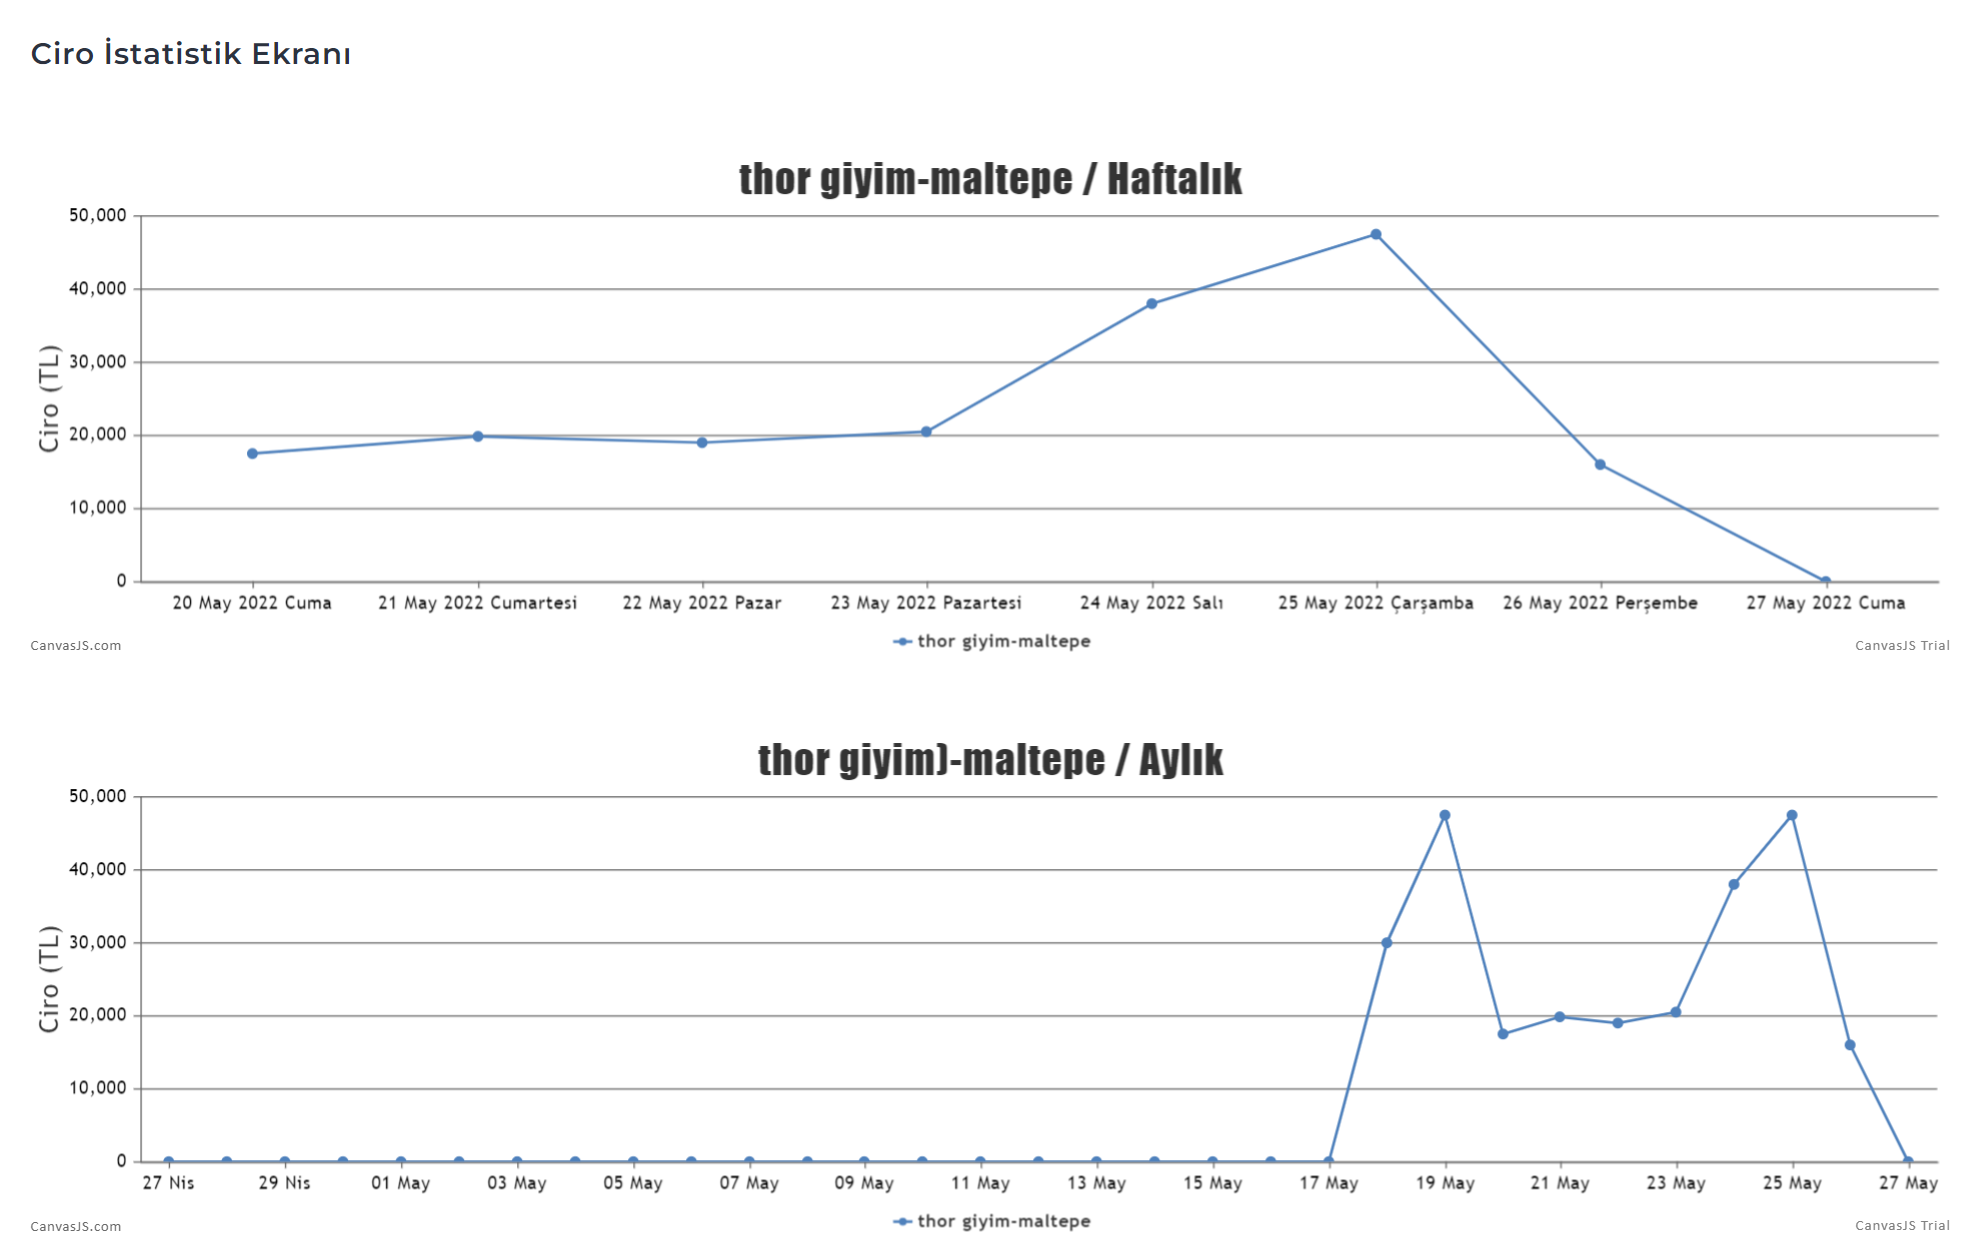 Ciro İstatistik Ekranı
thor giyim-maltepe / Haftalık
50,000
40,000
30,000
20,000
10,000
0
Ciro (TL)
20 May 2022 Cuma 21 May 2022 Cumartesi 22 May 2022 Pazar 23 May 2022 Pazartesi 24 May 2022 Salı 25 May 2022 Çarşamba 26 May 2022 Perşembe 27 May 2022 Cuma
thor giyim-maltepe
CanvasJS.com CanvasJS Trial
thor giyim)-maltepe / Aylık
50,000
40,000
30,000
20,000
10,000
0
Ciro (TL)
27 Nis 29 Nis 01 May 03 May 05 May 07 May 09 May 11 May 13 May 15 May 17 May 19 May 21 May 23 May 25 May 27 May
thor giyim-maltepe
CanvasJS.com CanvasJS Trial